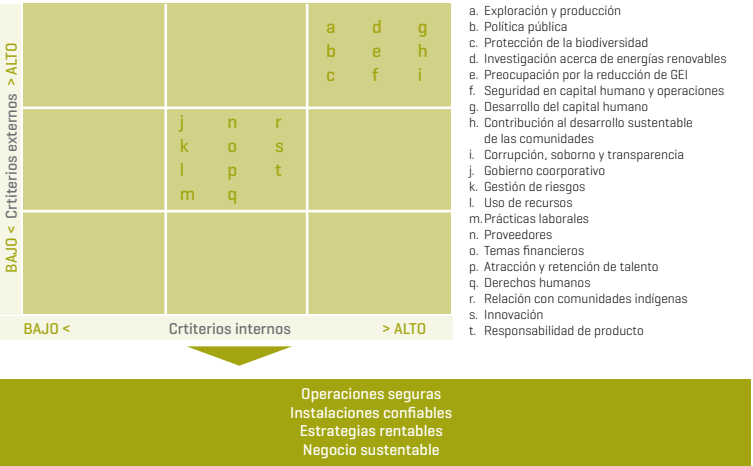 BAJO < Crtiterios externos > ALTO
a d g
b e h
c f i
j n r
k o s
l p t
m q
BAJO < Crtiterios internos > ALTO
a. Exploración y producción
b. Política pública
c. Protección de la biodiversidad
d. Investigación acerca de energías renovables
e. Preocupación por la reducción de GEI
f. Seguridad en capital humano y operaciones
g. Desarrollo del capital humano
h. Contribución al desarrollo sustentable
de las comunidades
i. Corrupción, soborno y transparencia
j. Gobierno coorporativo
k. Gestión de riesgos
l. Uso de recursos
m. Prácticas laborales
n. Proveedores
o. Temas financieros
p. Atracción y retención de talento
q. Derechos humanos
r. Relación con comunidades indígenas
s. Innovación
t. Responsabilidad de producto
Operaciones seguras
Instalaciones confiables
Estrategias rentables
Negocio sustentable